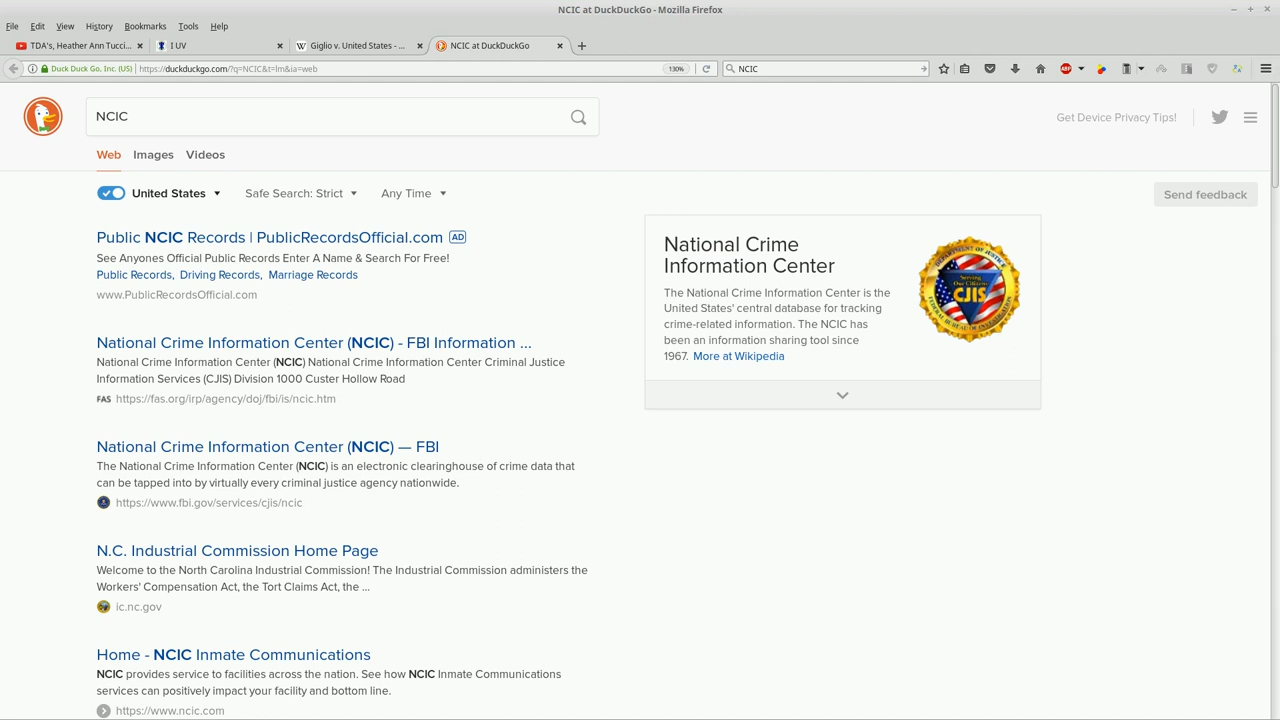 NCIC at DuckDuckGo - Mozilla Firefox
File Edit View History Bookmarks Tools Help
TDA's, Heather Ann Tucci... × I UV × W Giglio v. United States - ... × NCIC at DuckDuckGo × +
Duck Duck Go, Inc. (US) https://duckduckgo.com/?q=NCIC&t=lm&ia=web 130% NCIC
ABP
NCIC
Get Device Privacy Tips!
Web Images Videos
United States Safe Search: Strict Any Time
Send feedback
Public NCIC Records | PublicRecordsOfficial.com AD
See Anyones Official Public Records Enter A Name & Search For Free!
Public Records, Driving Records, Marriage Records
www.PublicRecordsOfficial.com
National Crime Information Center (NCIC) - FBI Information ...
National Crime Information Center (NCIC) National Crime Information Center Criminal Justice
Information Services (CJIS) Division 1000 Custer Hollow Road
FAS https://fas.org/irp/agency/doj/fbi/is/ncic.htm
National Crime Information Center (NCIC) — FBI
The National Crime Information Center (NCIC) is an electronic clearinghouse of crime data that
can be tapped into by virtually every criminal justice agency nationwide.
https://www.fbi.gov/services/cjis/ncic
N.C. Industrial Commission Home Page
Welcome to the North Carolina Industrial Commission! The Industrial Commission administers the
Workers' Compensation Act, the Tort Claims Act, the ...
ic.nc.gov
Home - NCIC Inmate Communications
NCIC provides service to facilities across the nation. See how NCIC Inmate Communications
services can positively impact your facility and bottom line.
https://www.ncic.com
National Crime
Information Center
The National Crime Information Center is the
United States' central database for tracking
crime-related information. The NCIC has
been an information sharing tool since
1967. More at Wikipedia
DEPARTMENT OF JUSTICE
Serving
Our Citizens
CJIS
FEDERAL BUREAU OF INVESTIGATION